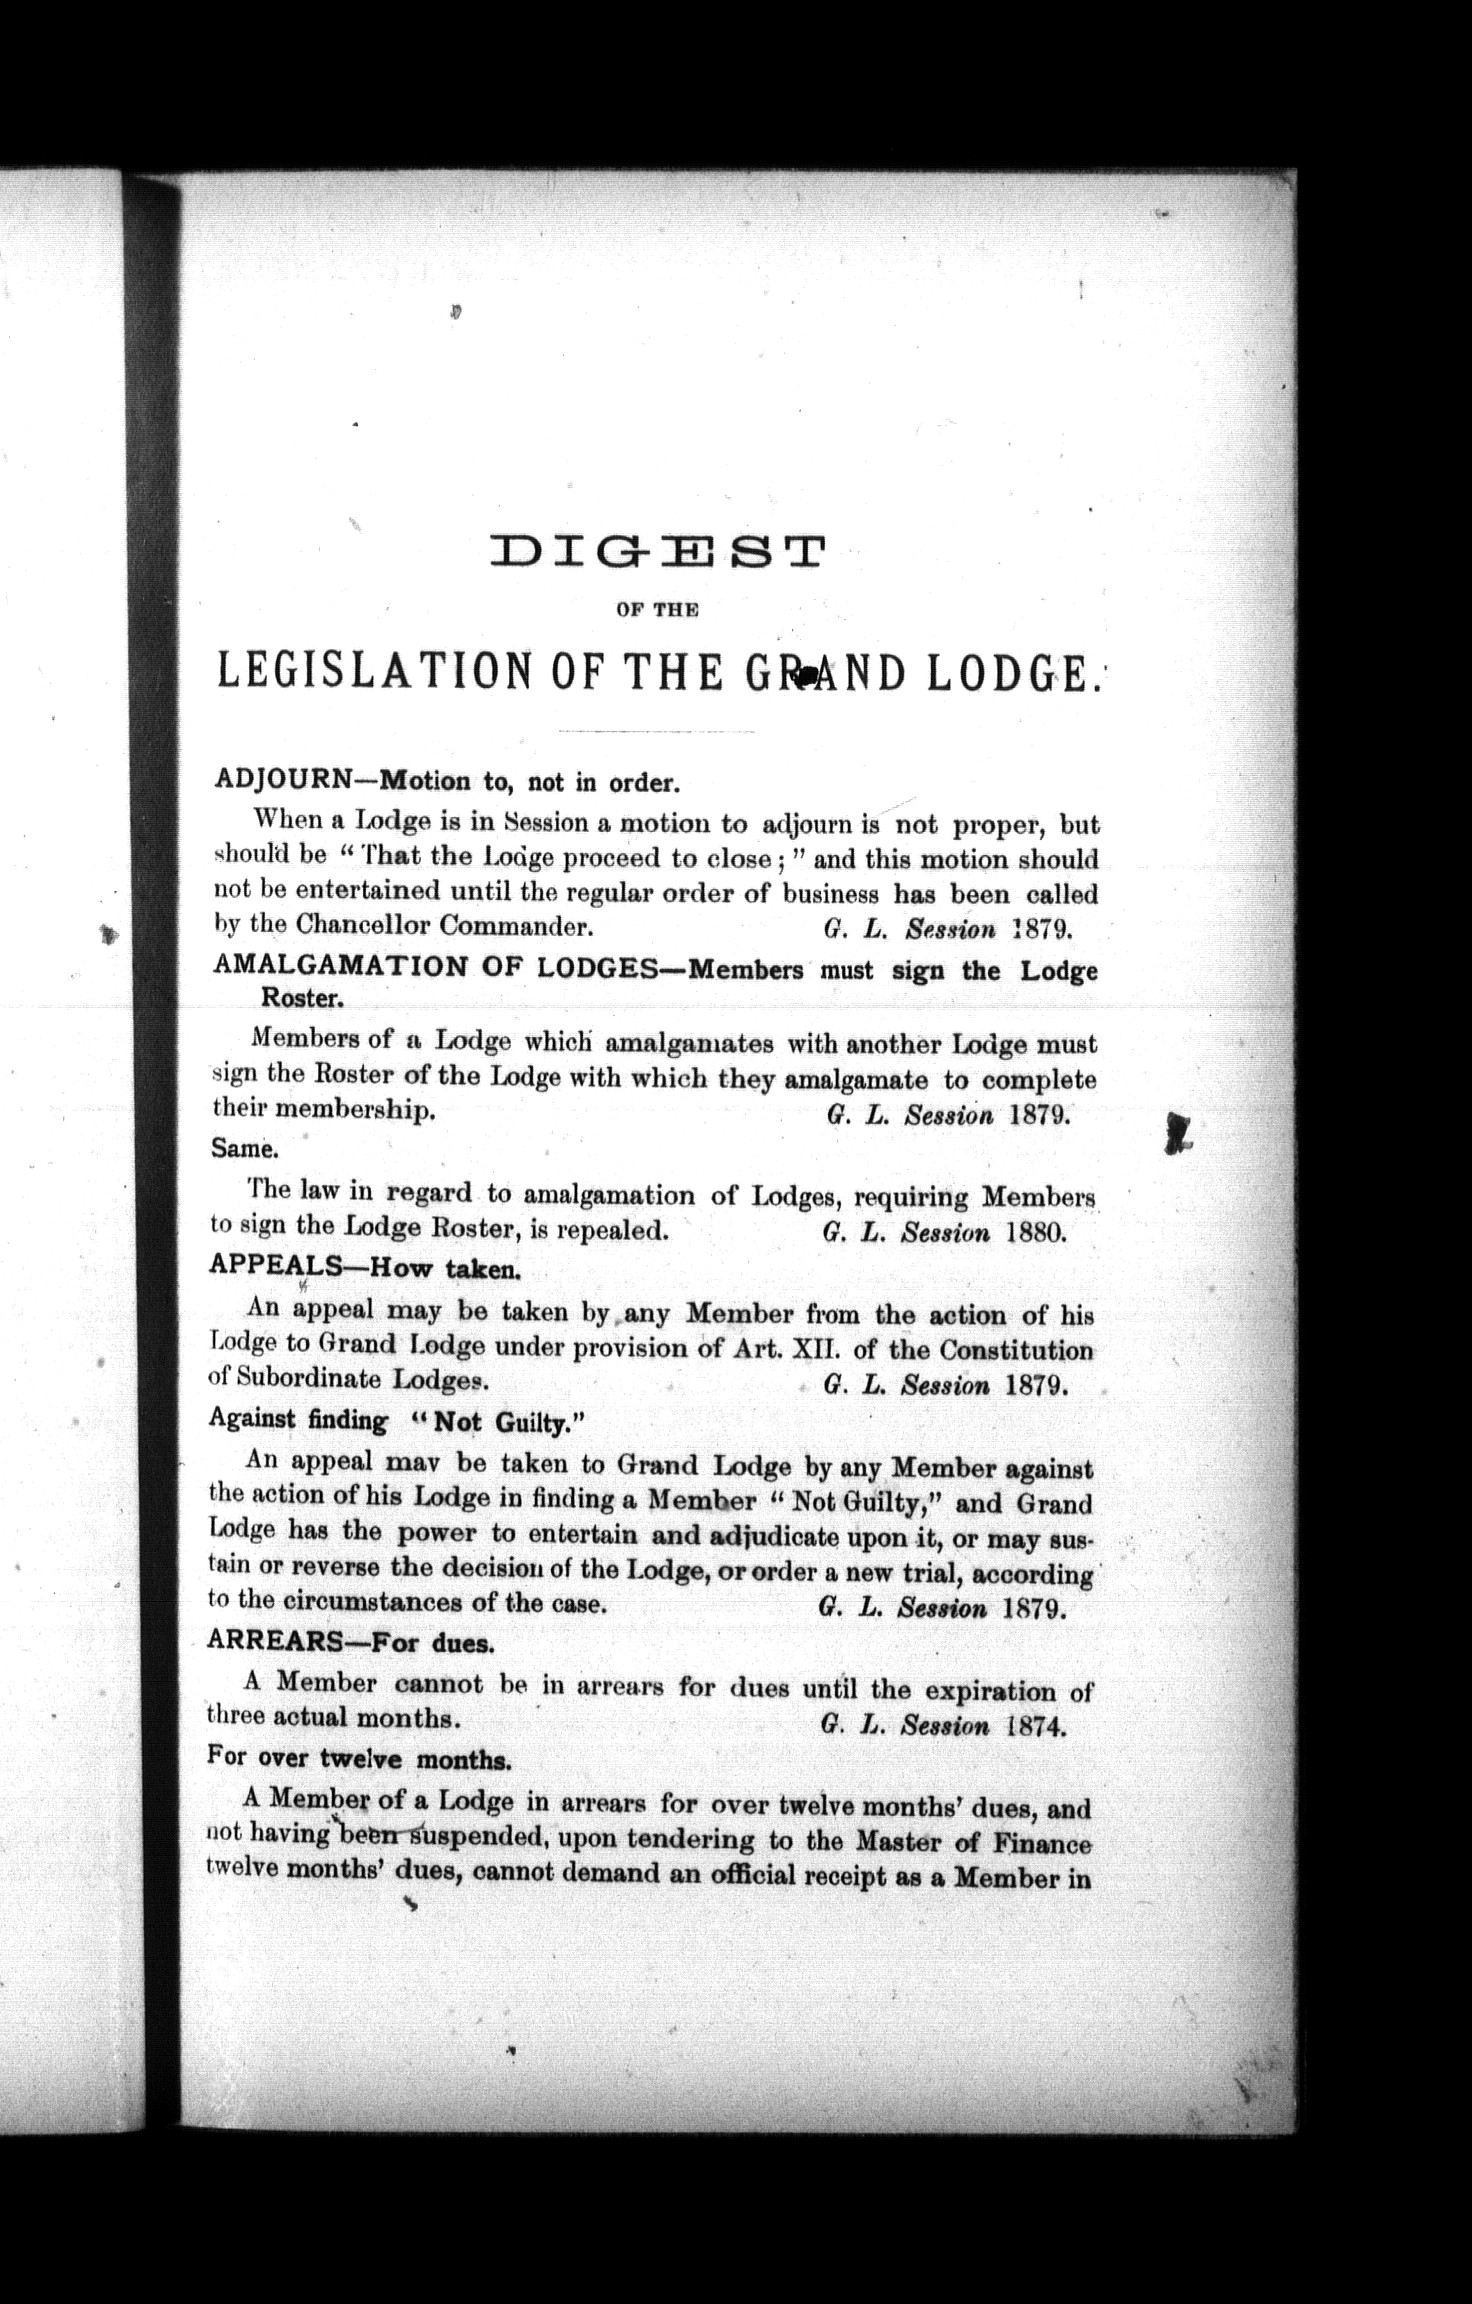 DIGEST
OF THE
LEGISLATION OF THE GRAND LODGE.
ADJOURN—Motion to, not in order.
When a Lodge is in Session a motion to adjourn is not proper, but
should be “ That the Lodge proceed to close ; ” and this motion should
not be entertained until the regular order of business has been called
by the Chancellor Commander. G. L. Session 1879.
AMALGAMATION OF LODGES—Members must sign the Lodge
Roster.
Members of a Lodge which amalgamates with another Lodge must
sign the Roster of the Lodge with which they amalgamate to complete
their membership. G. L. Session 1879.
Same.
The law in regard to amalgamation of Lodges, requiring Members
to sign the Lodge Roster, is repealed. G. L. Session 1880.
APPEALS—How taken.
An appeal may be taken by any Member from the action of his
Lodge to Grand Lodge under provision of Art. XII. of the Constitution
of Subordinate Lodges. G. L. Session 1879.
Against finding “ Not Guilty.”
An appeal may be taken to Grand Lodge by any Member against
the action of his Lodge in finding a Member “ Not Guilty,” and Grand
Lodge has the power to entertain and adjudicate upon it, or may sus-
tain or reverse the decision of the Lodge, or order a new trial, according
to the circumstances of the case. G. L. Session 1879.
ARREARS—For dues.
A Member cannot be in arrears for dues until the expiration of
three actual months. G. L. Session 1874.
For over twelve months.
A Member of a Lodge in arrears for over twelve months’ dues, and
not having been suspended, upon tendering to the Master of Finance
twelve months’ dues, cannot demand an official receipt as a Member in